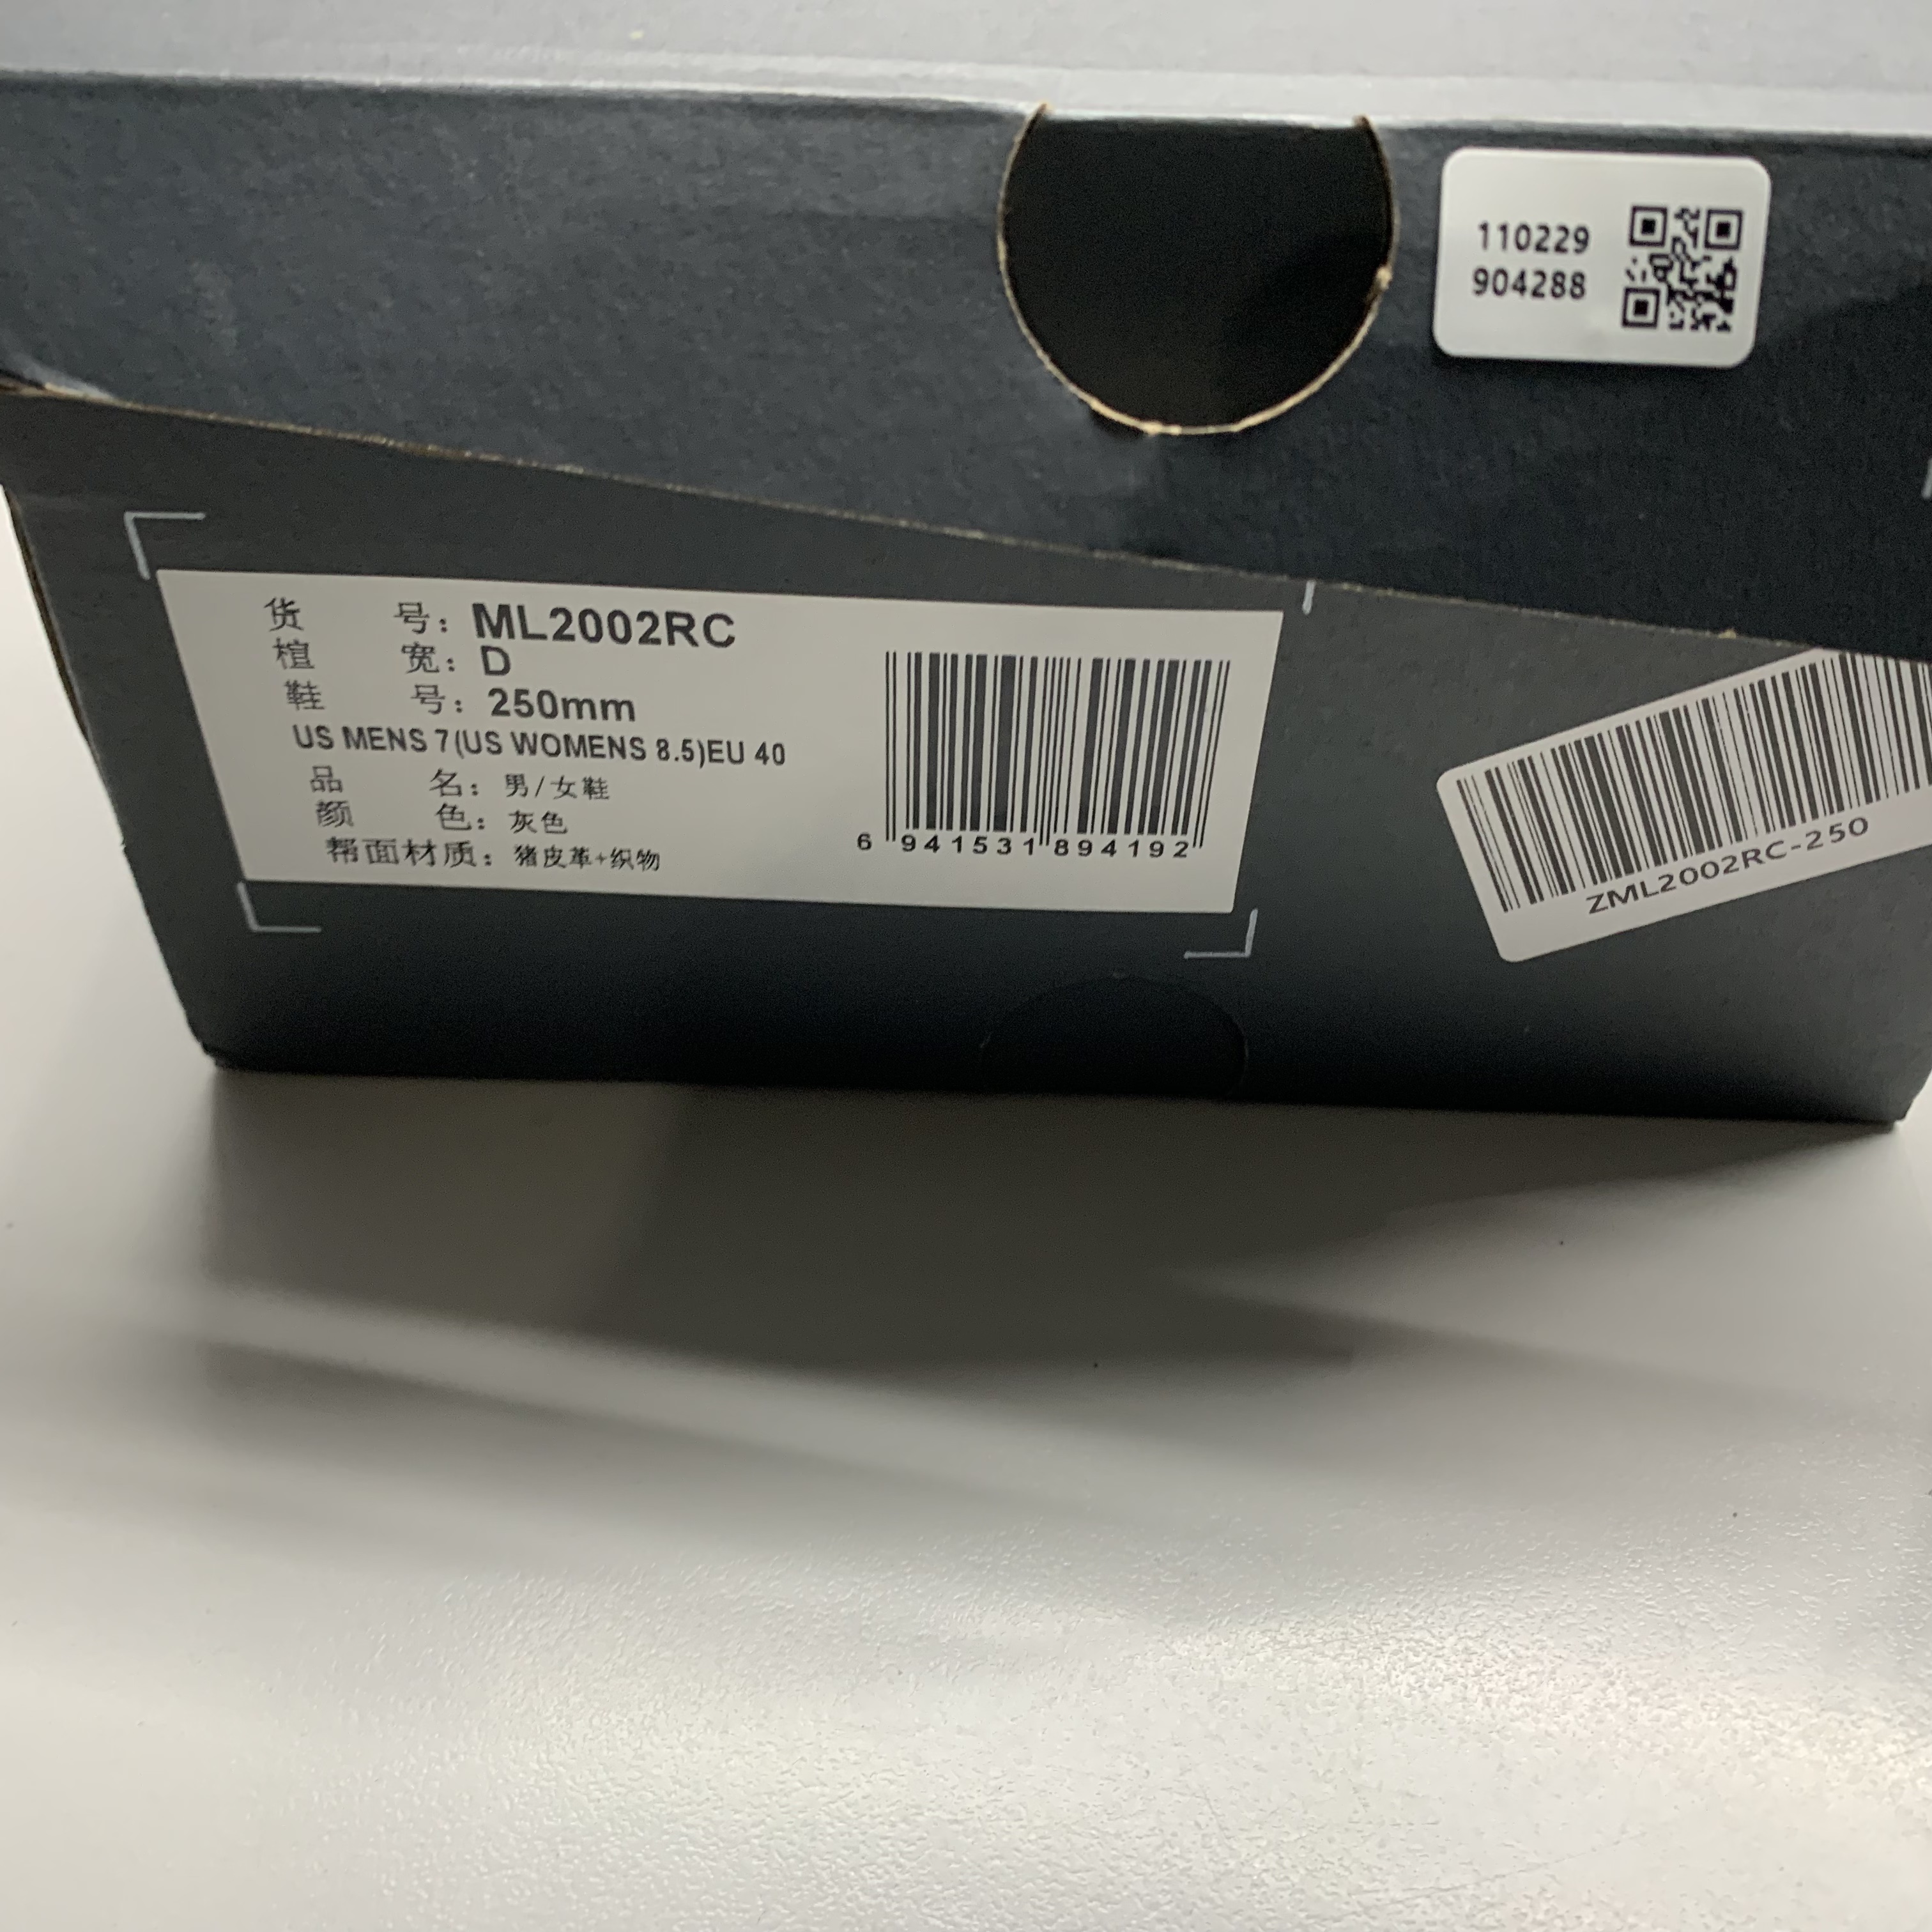 110229
904288
货 号: ML2002RC
楦 宽: D
鞋 号: 250mm
US MENS 7(US WOMENS 8.5)EU 40
品 名: 男/女鞋
颜 色: 灰色
帮面材质: 猪皮革+织物
6 941531 894192
ZML2002RC-250